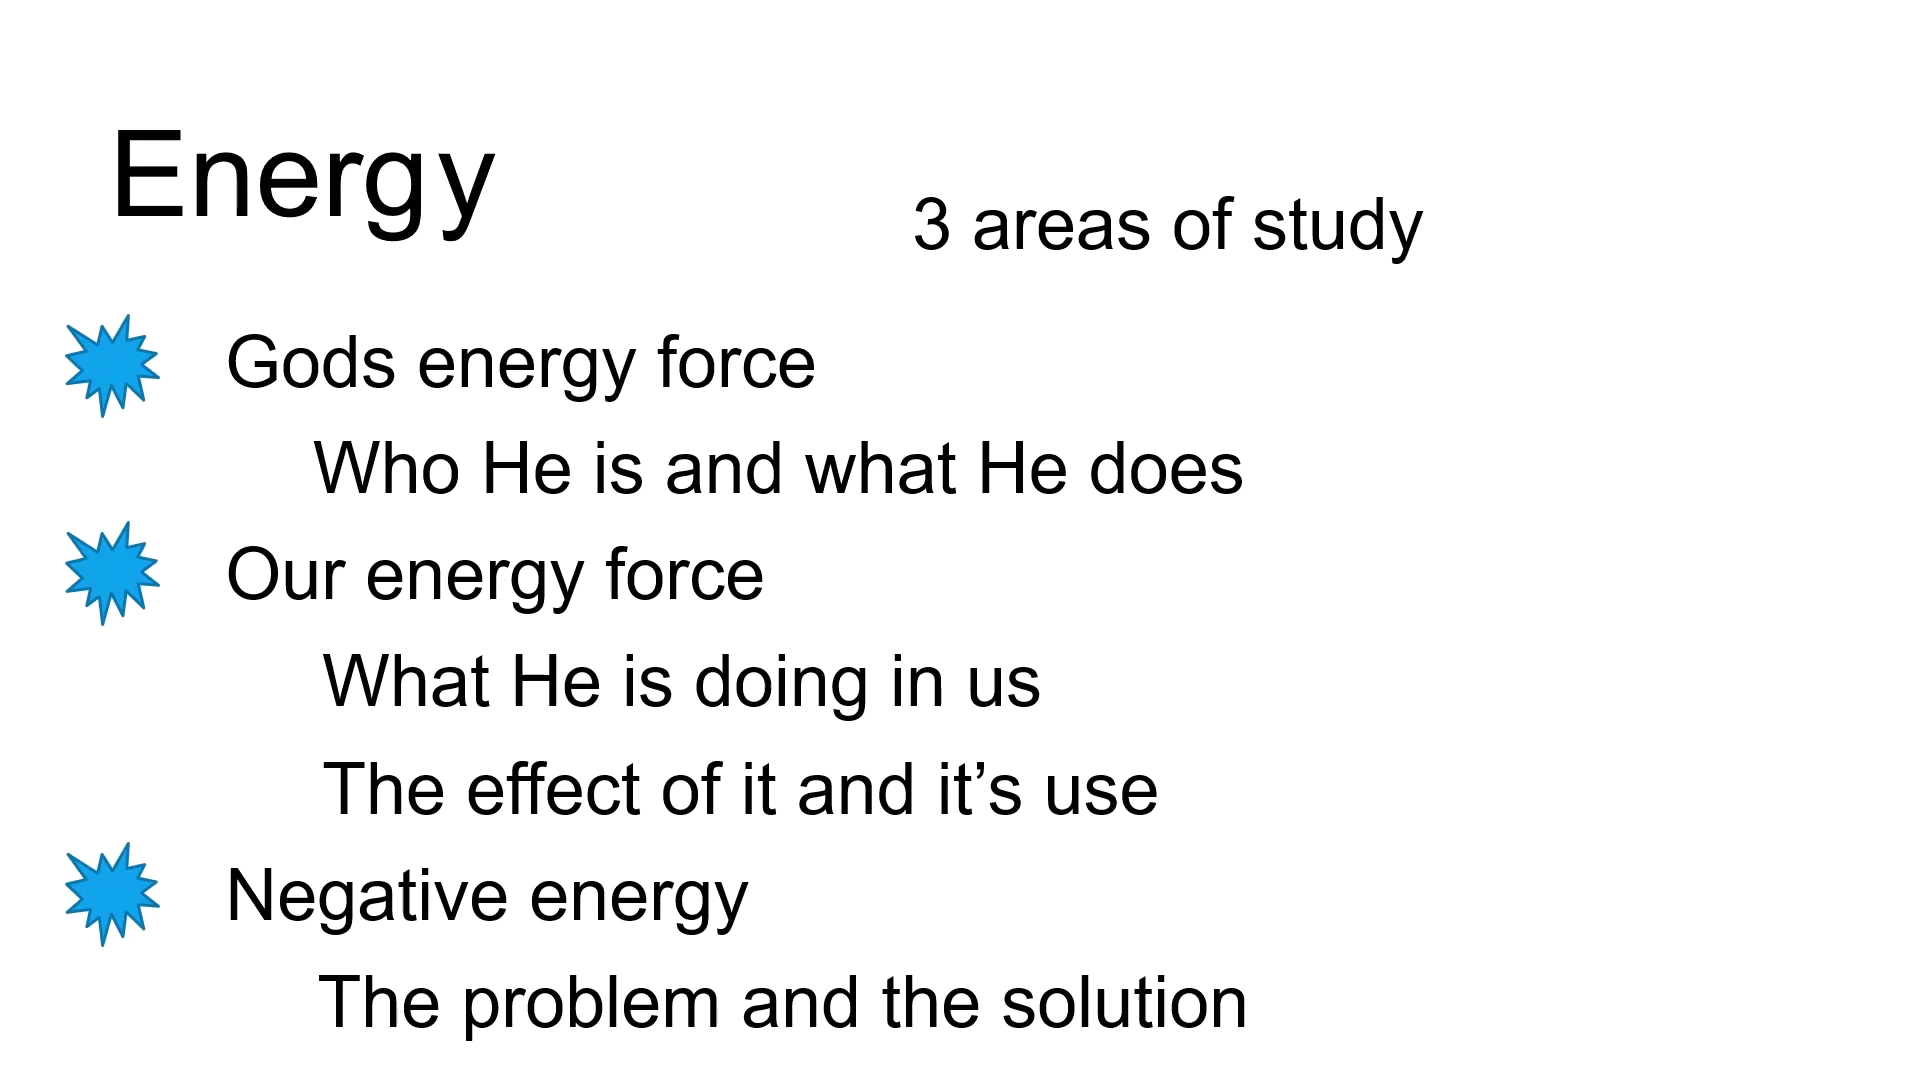 Energy
3 areas of study
Gods energy force
Who He is and what He does
Our energy force
What He is doing in us
The effect of it and it’s use
Negative energy
The problem and the solution